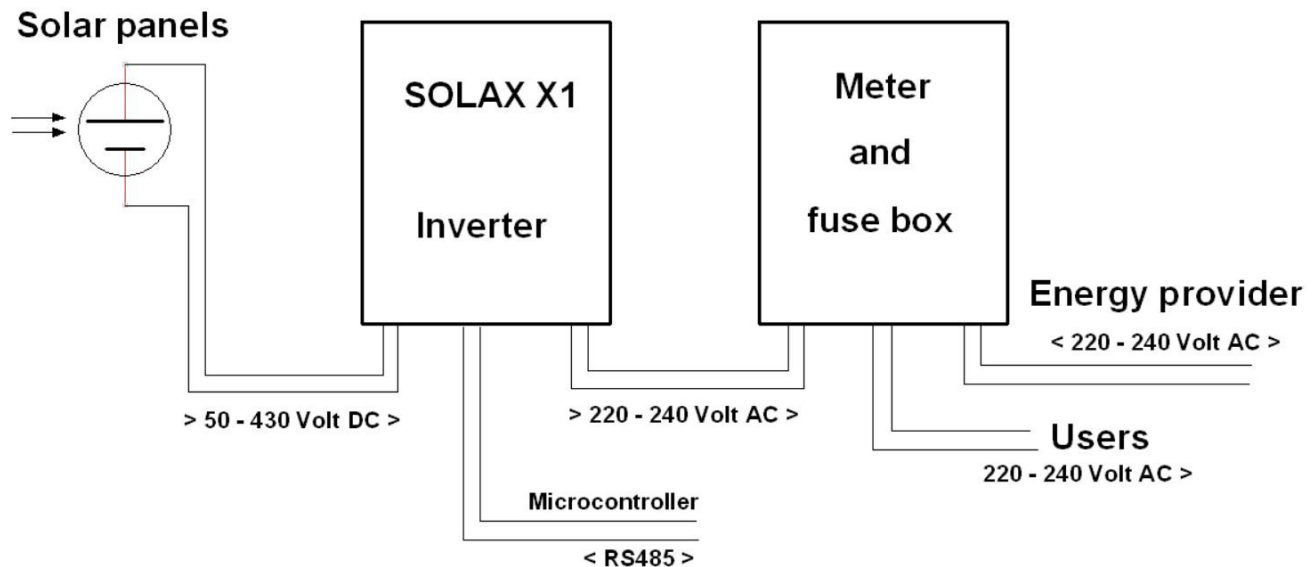 Solar panels
SOLAX X1
Inverter
Meter
and
fuse box
Energy provider
< 220 - 240 Volt AC >
> 50 - 430 Volt DC >
> 220 - 240 Volt AC >
Users
220 - 240 Volt AC >
Microcontroller
< RS485 >